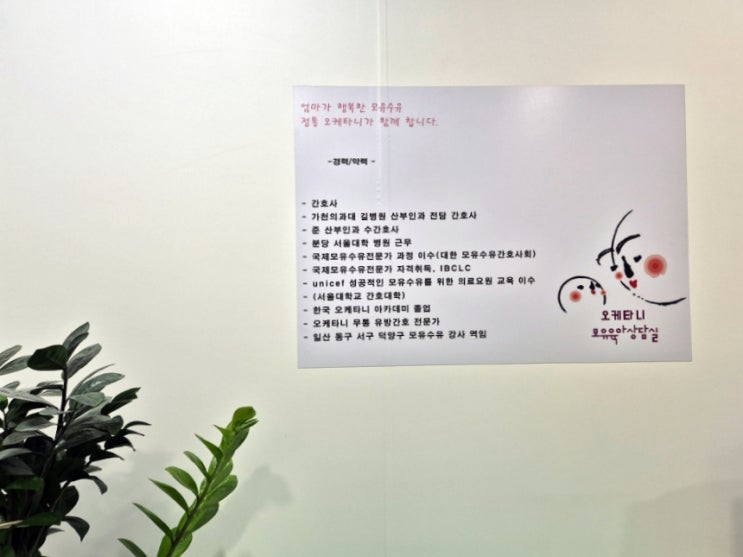 엄마가 행복한 모유수유
정통 오케타니가 함께 합니다.
-경력/약력 -
- 간호사
- 가천의과대 길병원 산부인과 전담 간호사
- 준 산부인과 수간호사
- 분당 서울대학 병원 근무
- 국제모유수유전문가 과정 이수(대한 모유수유간호사회)
- 국제모유수유전문가 자격취득, IBCLC
- unicef 성공적인 모유수유를 위한 의료요원 교육 이수
- (서울대학교 간호대학)
- 한국 오케타니 아카데미 졸업
- 오케타니 무통 유방간호 전문가
- 일산 동구 서구 덕양구 모유수유 강사 역임
오케타니
모유육아상담실